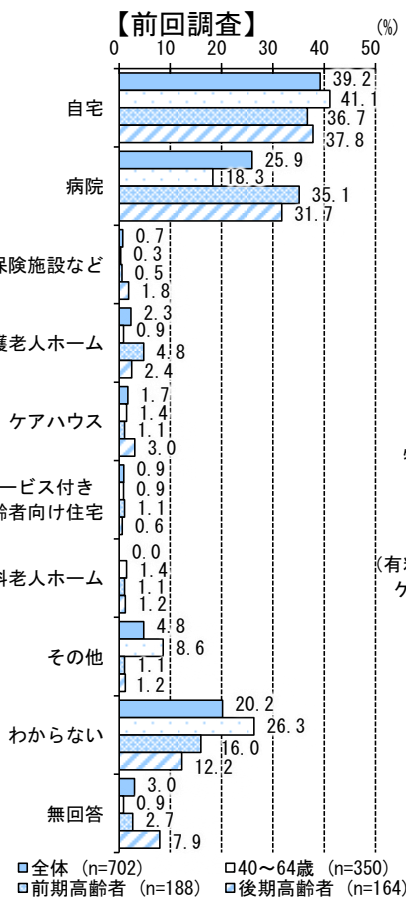 【前回調査】
(%)
0 10 20 30 40 50
自宅
39.2
41.1
36.7
37.8
病院
25.9
18.3
35.1
31.7
保険施設など
0.7
0.3
0.5
1.8
護老人ホーム
2.3
0.9
4.8
2.4
ケアハウス
1.7
1.4
1.1
3.0
ービス付き
齢者向け住宅
0.9
0.9
1.1
0.6
料老人ホーム
0.0
1.4
1.1
1.2
(有料
ケ
その他
4.8
8.6
1.1
1.2
わからない
20.2
26.3
16.0
12.2
無回答
3.0
0.9
2.7
7.9
全体 (n=702) 40～64歳 (n=350)
前期高齢者 (n=188) 後期高齢者 (n=164)